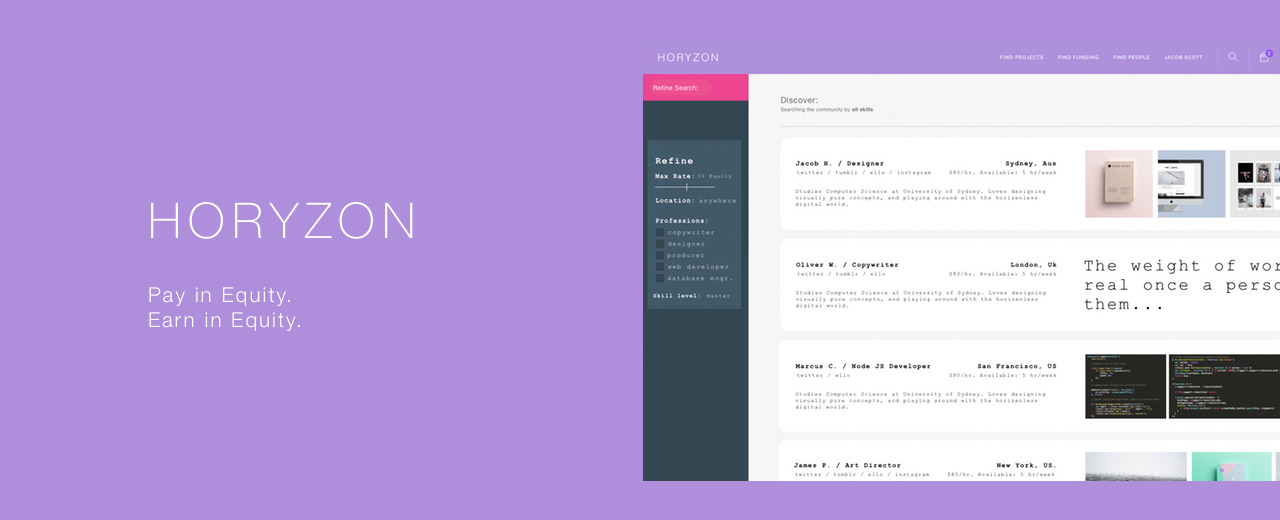 HORYZON
Pay in Equity.
Earn in Equity.
HORYZON
FIND PROJECTS
FIND FUNDING
FIND PEOPLE
JACOB SCOTT
2
Refine Search:
Refine
Max Rate: 5% Equity
Location: anywhere
Professions:
copywriter
designer
producer
web developer
database mngr.
Skill level: master
Discover:
Searching the community by all skills
Jacob H. / Designer
Sydney, Aus
twitter / tumblr / ello / instagram
$80/hr. Available: 5 hr/week
Studies Computer Science at University of Sydney. Loves designing
visually pure concepts, and playing around with the horizonless
digital world.
Oliver W. / Copywriter
London, Uk
twitter / tumblr / ello
$80/hr. Available: 5 hr/week
Studies Computer Science at University of Sydney. Loves designing
visually pure concepts, and playing around with the horizonless
digital world.
The weight of wor
real once a perso
them...
Marcus C. / Node JS Developer
San Francisco, US
twitter / ello
$80/hr. Available: 5 hr/week
Studies Computer Science at University of Sydney. Loves designing
visually pure concepts, and playing around with the horizonless
digital world.
James P. / Art Director
New York, US.
twitter / tumblr / ello / instagram
$80/hr. Available: 5 hr/week